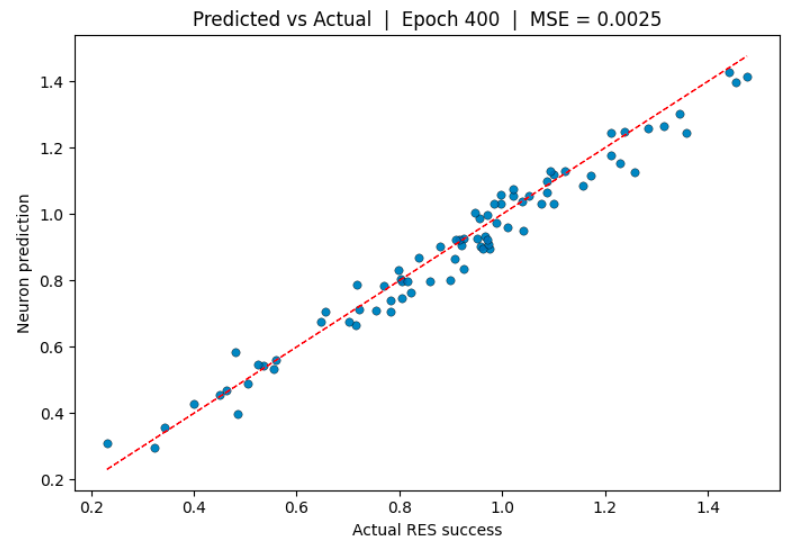 Predicted vs Actual | Epoch 400 | MSE = 0.0025
1.4
1.2
1.0
0.8
0.6
0.4
0.2
Neuron prediction
0.2 0.4 0.6 0.8 1.0 1.2 1.4
Actual RES success